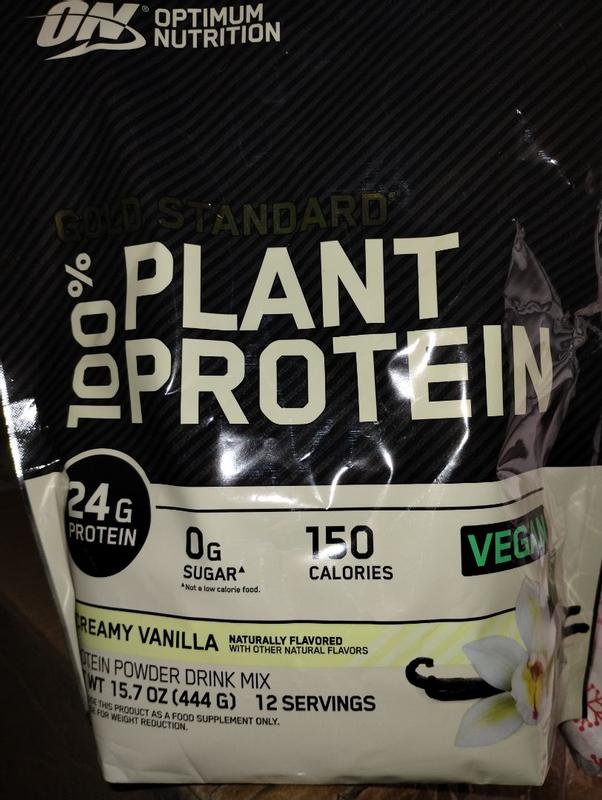 ON® OPTIMUM
NUTRITION
GOLD STANDARD®
100% PLANT
PROTEIN
24G
PROTEIN
0G
SUGAR▲
▲Not a low calorie food.
150
CALORIES
VEGAN
REAMY VANILLA
NATURALLY FLAVORED
WITH OTHER NATURAL FLAVORS
OTEIN POWDER DRINK MIX
WT 15.7 OZ (444 G) 12 SERVINGS
THIS PRODUCT AS A FOOD SUPPLEMENT ONLY.
FOR WEIGHT REDUCTION.